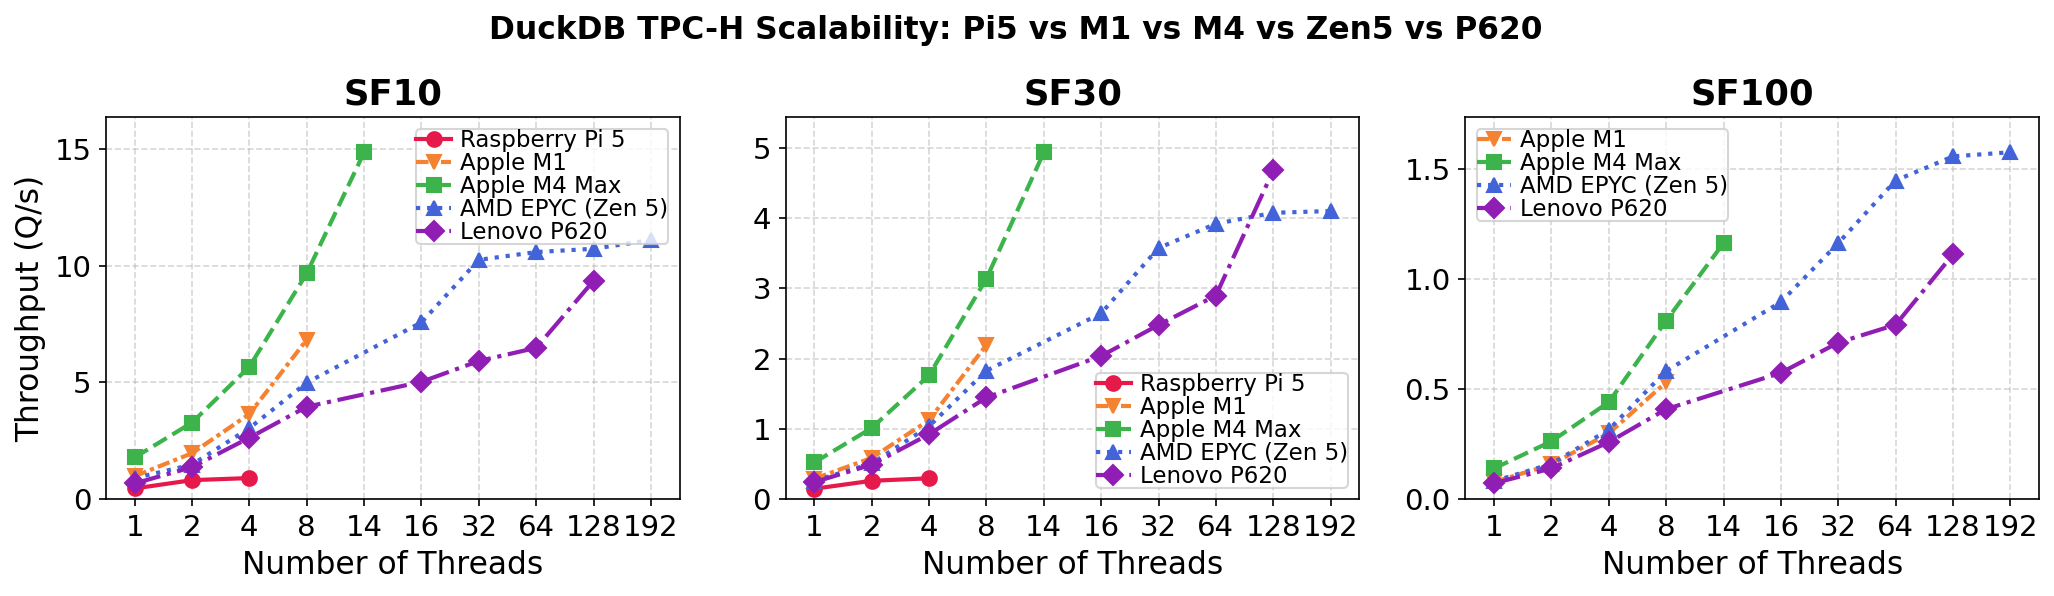 DuckDB TPC-H Scalability: Pi5 vs M1 vs M4 vs Zen5 vs P620
SF10
Throughput (Q/s)
15
10
5
0
Raspberry Pi 5
Apple M1
Apple M4 Max
AMD EPYC (Zen 5)
Lenovo P620
1 2 4 8 14 16 32 64 128 192
Number of Threads
SF30
5
4
3
2
1
0
Raspberry Pi 5
Apple M1
Apple M4 Max
AMD EPYC (Zen 5)
Lenovo P620
1 2 4 8 14 16 32 64 128 192
Number of Threads
SF100
1.5
1.0
0.5
0.0
Apple M1
Apple M4 Max
AMD EPYC (Zen 5)
Lenovo P620
1 2 4 8 14 16 32 64 128 192
Number of Threads